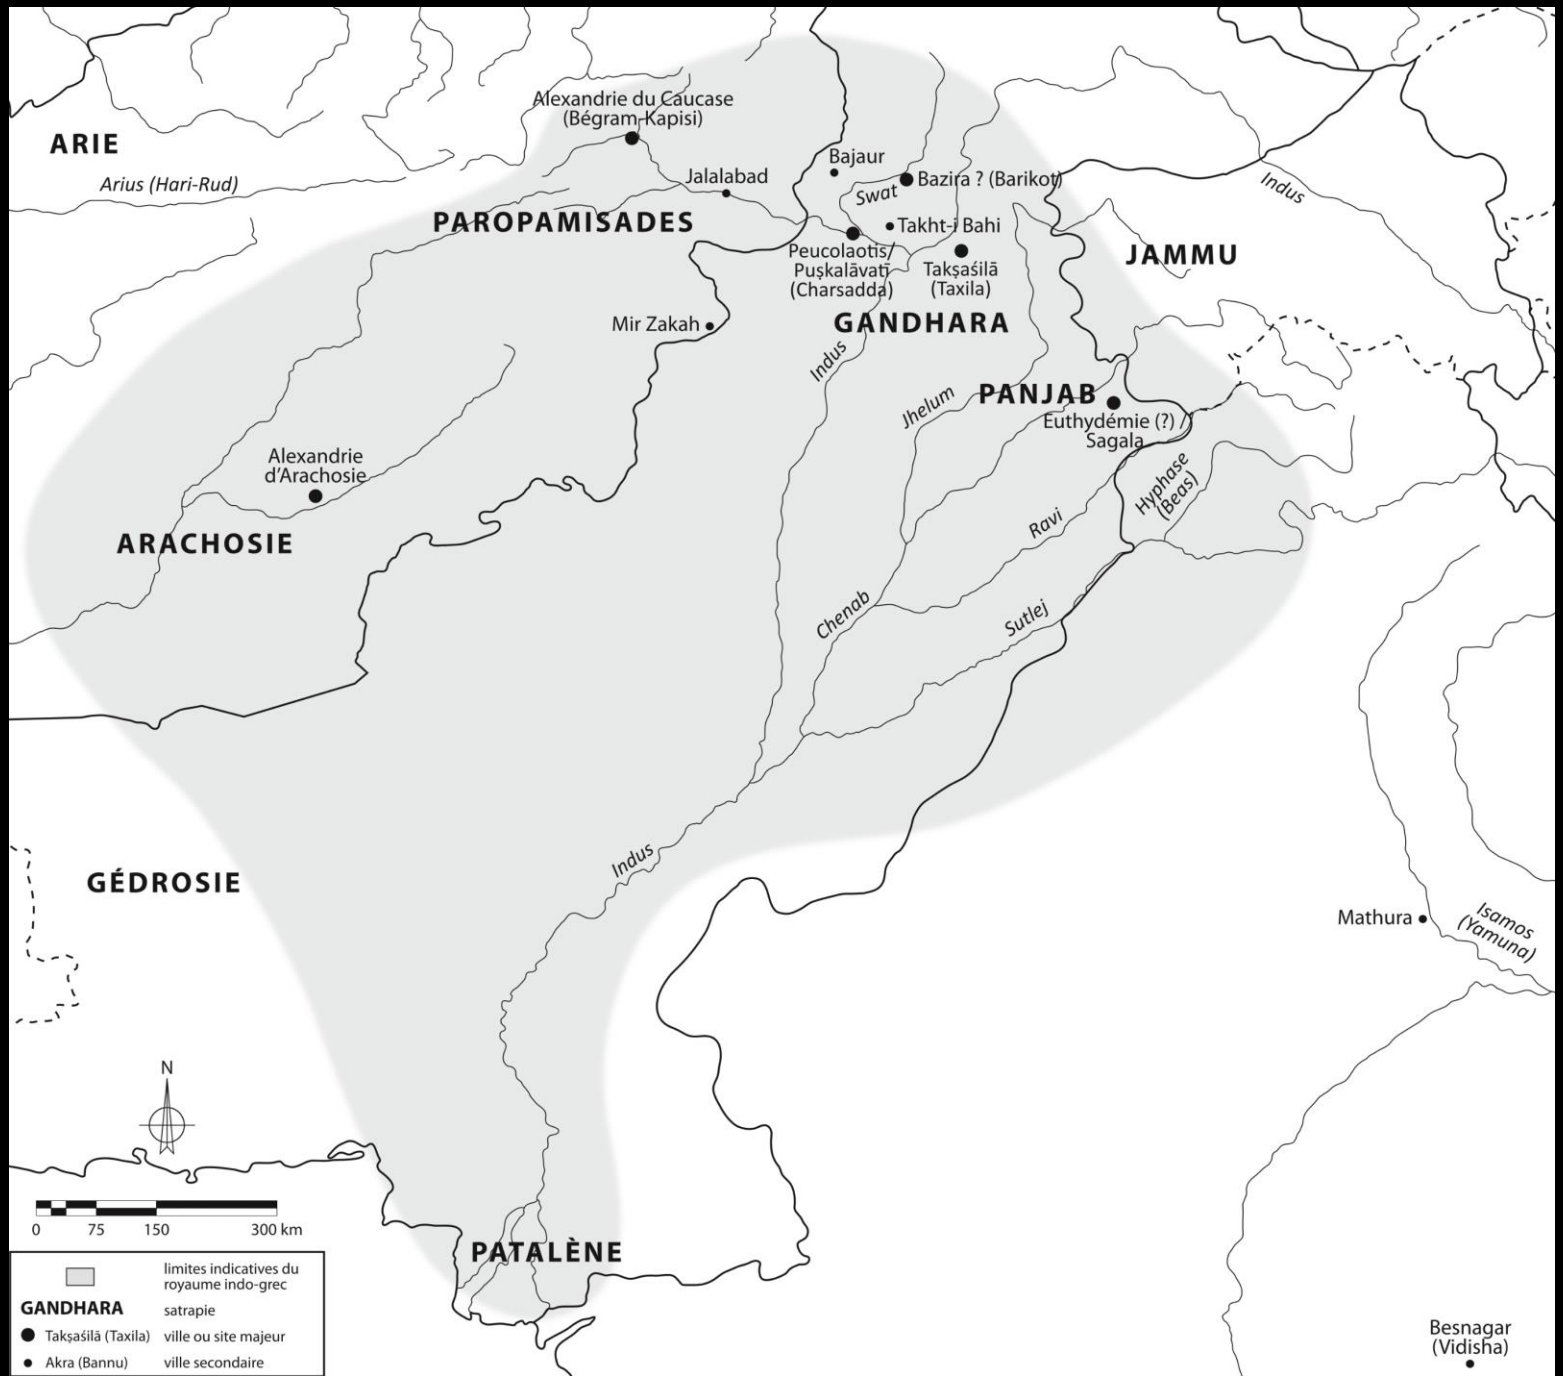 Alexandrie du Caucase
(Bégram-Kapisi)
ARIE
Arius (Hari-Rud)
Bajaur
Jalalabad
Bazira ? (Barikot)
Swat
Indus
PAROPAMISADES
Takht-i Bahi
Peucolaotis/
Puṣkalāvatī
(Charsadda)
Takṣaśilā
(Taxila)
JAMMU
Mir Zakah
GANDHARA
Indus
Jhelum
PANJAB
Euthydémie (?) /
Sagala
Alexandrie
d'Arachosie
Hyphase
(Beas)
ARACHOSIE
Ravi
Chenab
Sutlej
Indus
GÉDROSIE
Mathura
Isamos
(Yamuna)
N
0 75 150 300 km
PATALÈNE
limites indicatives du
royaume indo-grec
GANDHARA satrapie
Takṣaśilā (Taxila) ville ou site majeur
Akra (Bannu) ville secondaire
Besnagar
(Vidisha)